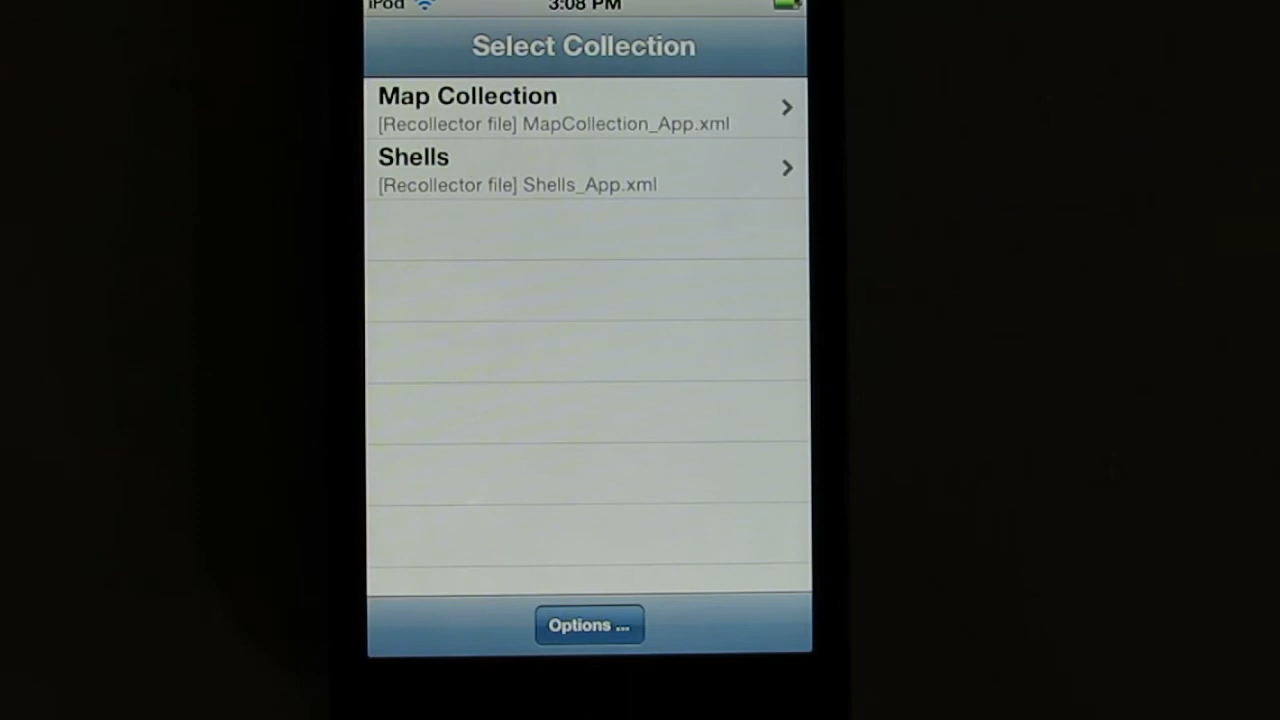 iPod 3:08 PM
Select Collection
Map Collection
[Recollector file] MapCollection_App.xml
Shells
[Recollector file] Shells_App.xml
Options ...